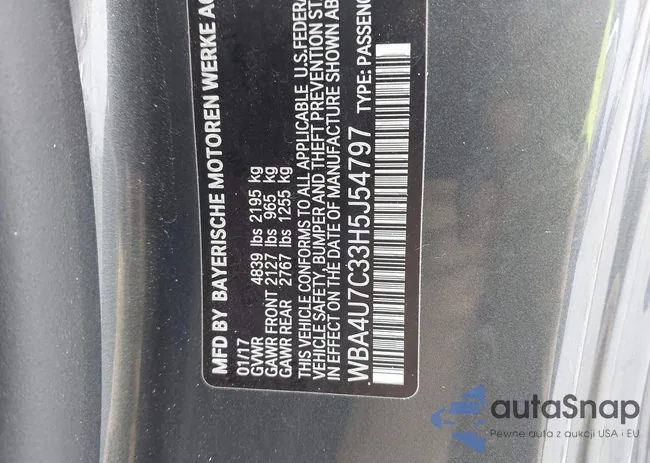 MFD BY BAYERISCHE MOTOREN WERKE AG
01/17
GVWR 4839 lbs 2195 kg
GAWR FRONT 2127 lbs 965 kg
GAWR REAR 2767 lbs 1255 kg
THIS VEHICLE CONFORMS TO ALL APPLICABLE U.S.FEDERA
VEHICLE SAFETY, BUMPER AND THEFT PREVENTION ST
IN EFFECT ON THE DATE OF MANUFACTURE SHOWN AB
WBA4U7C33H5J54797 TYPE: PASSENG
autaSnap
Pewne auta z aukcji USA i EU